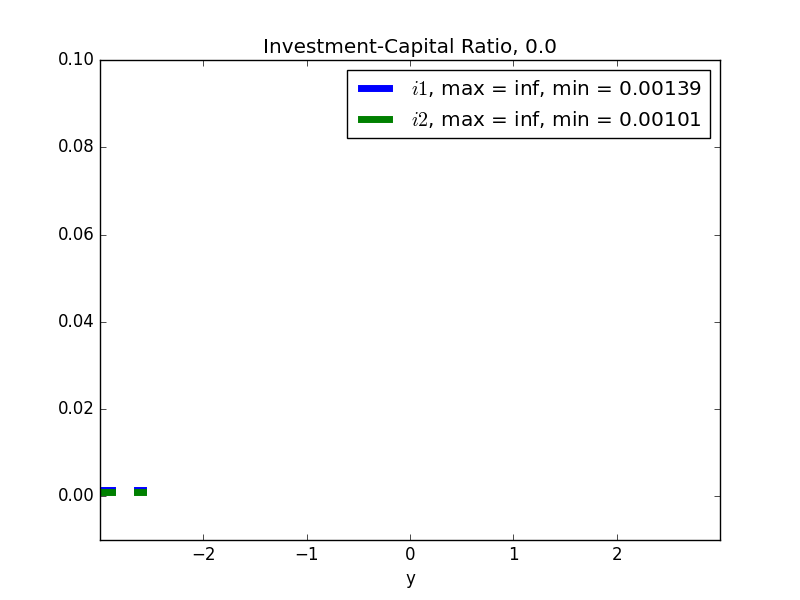 Investment-Capital Ratio, 0.0
i1, max = inf, min = 0.00139
i2, max = inf, min = 0.00101
0.10
0.08
0.06
0.04
0.02
0.00
−2
−1
0
1
2
y